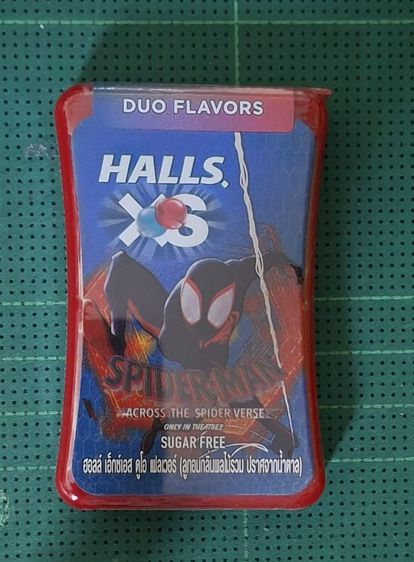 DUO FLAVORS
HALLS.
XS
SPIDER-MAN
ACROSS THE SPIDER-VERSE
ONLY IN THEATRES
SUGAR FREE
ฮอลล์ เอ็กซ์เอส ดูโอ เฟลเวอร์ (ลูกอมกลิ่นผลไม้รวม ปราศจากน้ำตาล)